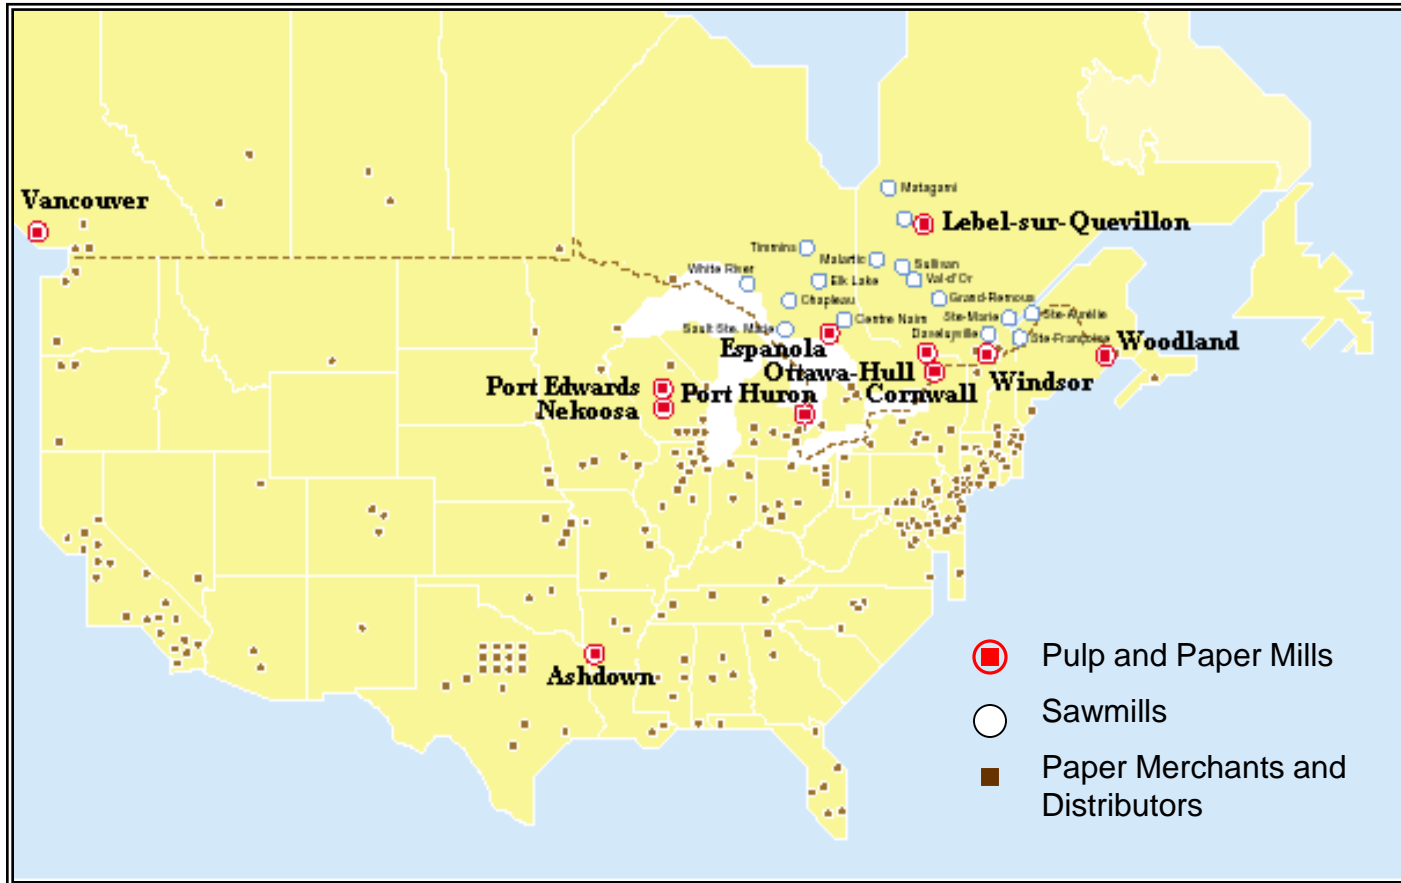 Matagami
Vancouver
Lebel-sur-Quevillon
Timmins
Malartic
Sullivan
White River
Elk Lake
Val-d'Or
Chapleau
Grand-Remous
Ste-Marie
Ste-Aurelie
Sault Ste. Marie
Centre Nairn
Daveluyville
Ste-Françoise
Espanola
Woodland
Ottawa-Hull
Windsor
Port Edwards
Port Huron
Cornwall
Nekoosa
Ashdown
Pulp and Paper Mills
Sawmills
Paper Merchants and
Distributors